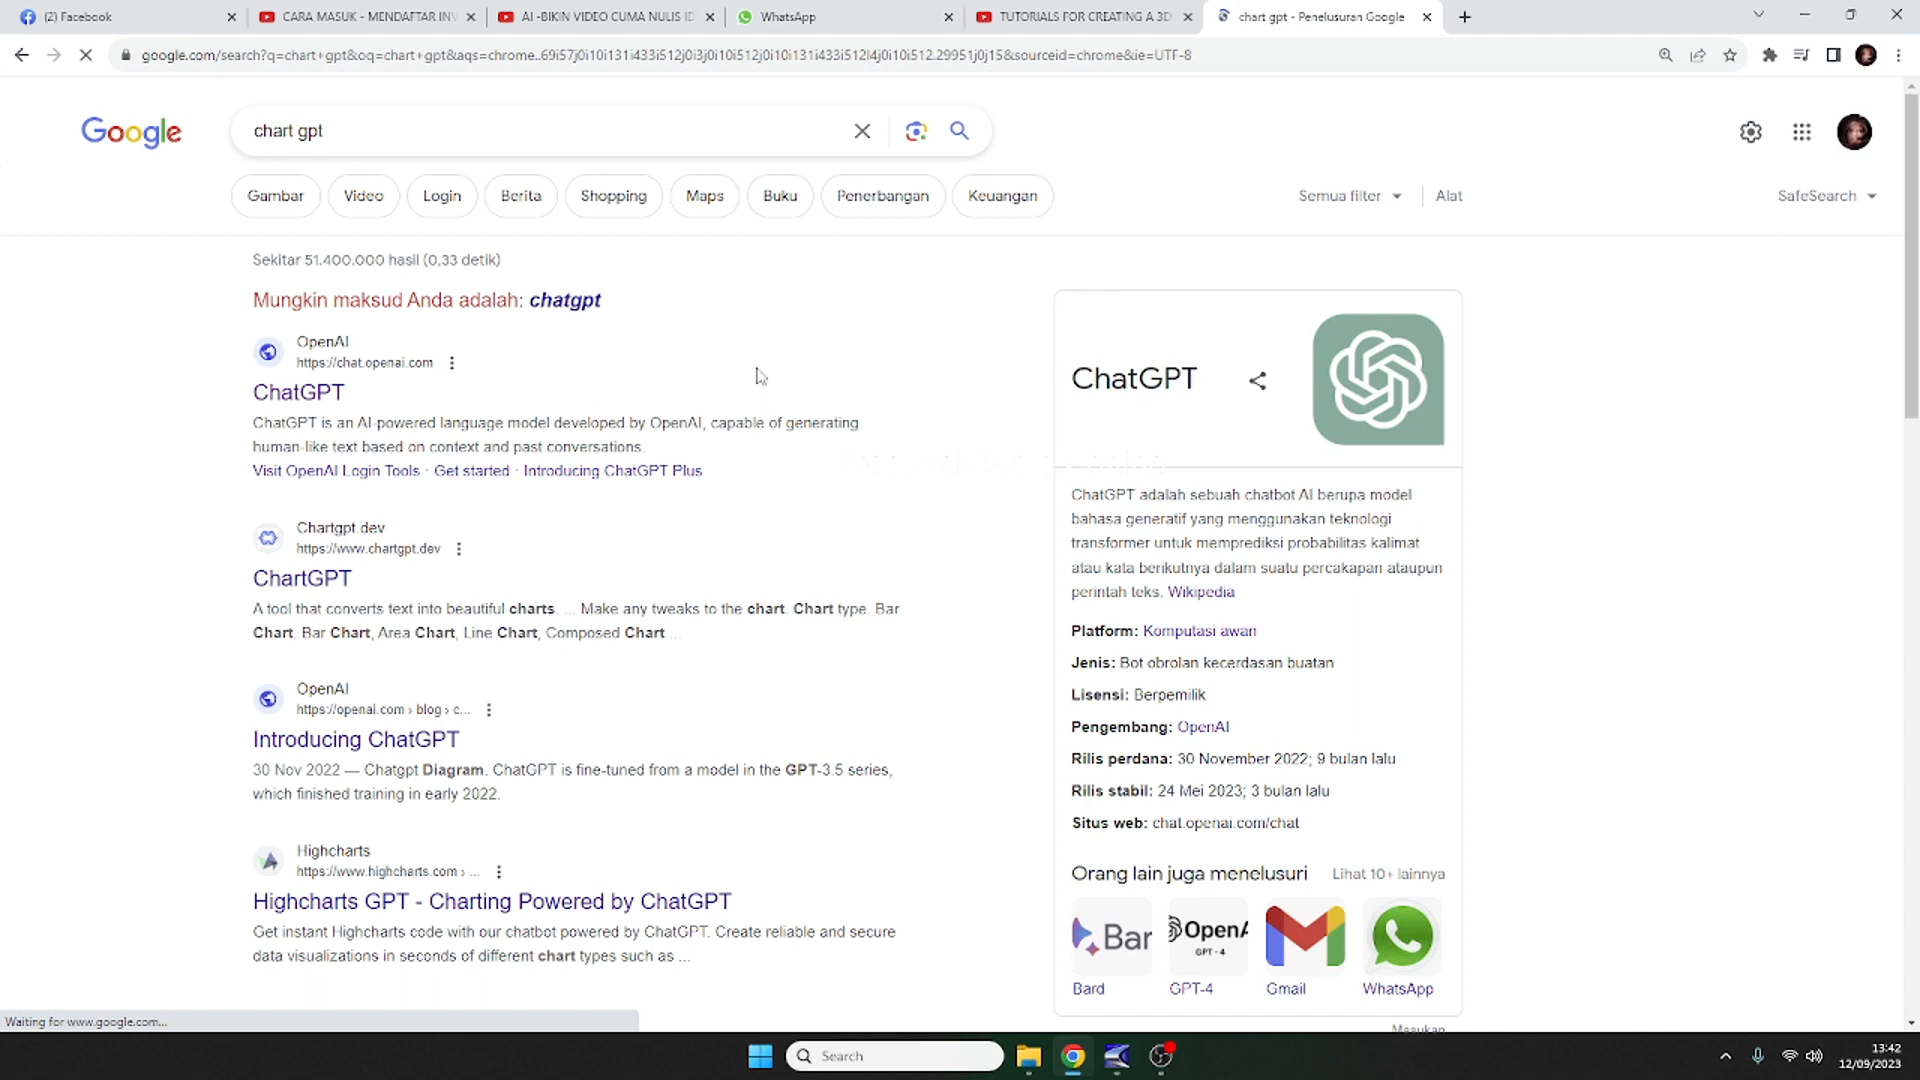 (2) Facebook
CARA MASUK - MENDAFTAR INV
AI -BIKIN VIDEO CUMA NULIS ID
WhatsApp
TUTORIALS FOR CREATING A 3D
chart gpt - Penelusuran Google
google.com/search?q=chart+gpt&oq=chart+gpt&aqs=chrome..69i57j0i10i131i433i512j0i3j0i10i512j0i10i131i433i512l4j0i10i512.29951j0j15&sourceid=chrome&ie=UTF-8
Google
chart gpt
Gambar
Video
Login
Berita
Shopping
Maps
Buku
Penerbangan
Keuangan
Semua filter
Alat
SafeSearch
Sekitar 51.400.000 hasil (0,33 detik)
Mungkin maksud Anda adalah: chatgpt
OpenAI
https://chat.openai.com
ChatGPT
ChatGPT is an AI-powered language model developed by OpenAI, capable of generating
human-like text based on context and past conversations.
Visit OpenAI Login Tools · Get started · Introducing ChatGPT Plus
Chartgpt.dev
https://www.chartgpt.dev
ChartGPT
A tool that converts text into beautiful charts. ... Make any tweaks to the chart. Chart type. Bar
Chart. Bar Chart, Area Chart, Line Chart, Composed Chart ...
OpenAI
https://openai.com › blog › c...
Introducing ChatGPT
30 Nov 2022 — Chatgpt Diagram. ChatGPT is fine-tuned from a model in the GPT-3.5 series,
which finished training in early 2022.
Highcharts
https://www.highcharts.com › ...
Highcharts GPT - Charting Powered by ChatGPT
Get instant Highcharts code with our chatbot powered by ChatGPT. Create reliable and secure
data visualizations in seconds of different chart types such as ...
ChatGPT
ChatGPT adalah sebuah chatbot AI berupa model
bahasa generatif yang menggunakan teknologi
transformer untuk memprediksi probabilitas kalimat
atau kata berikutnya dalam suatu percakapan ataupun
perintah teks. Wikipedia
Platform: Komputasi awan
Jenis: Bot obrolan kecerdasan buatan
Lisensi: Berpemilik
Pengembang: OpenAI
Rilis perdana: 30 November 2022; 9 bulan lalu
Rilis stabil: 24 Mei 2023; 3 bulan lalu
Situs web: chat.openai.com/chat
Orang lain juga menelusuri
Lihat 10+ lainnya
Bar
OpenA
GPT-4
Bard
GPT-4
Gmail
WhatsApp
Masukan
Waiting for www.google.com...
Search
13:42
12/09/2023